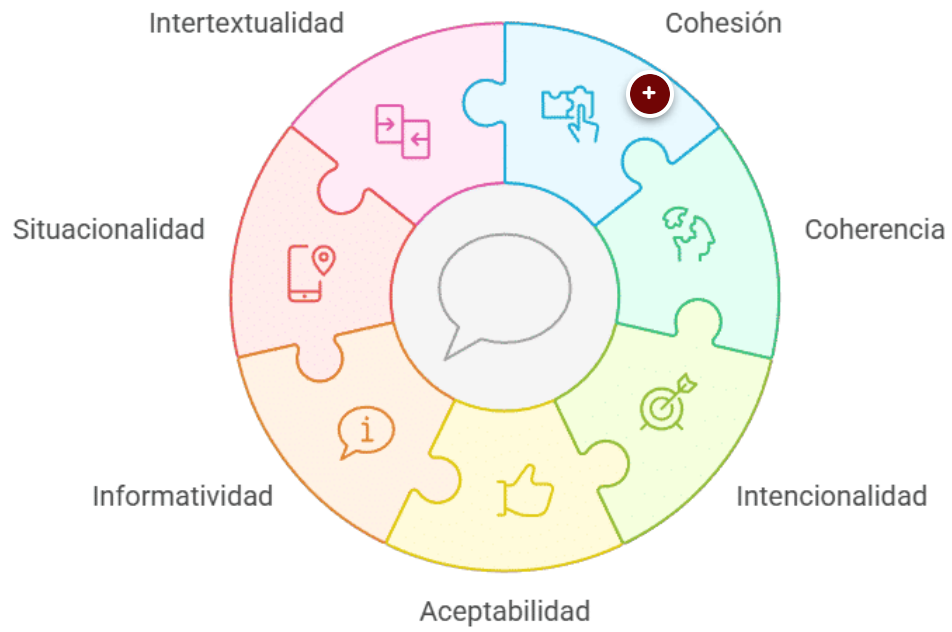 Intertextualidad
Cohesión
+
Situacionalidad
Coherencia
i
Informatividad
Intencionalidad
Aceptabilidad